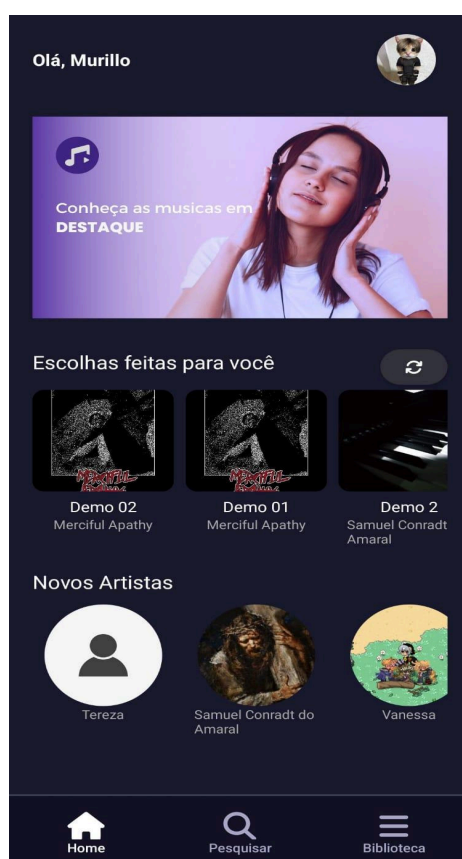 Olá, Murillo
Conheça as musicas em
DESTAQUE
Escolhas feitas para você
Demo 02
Merciful Apathy
Demo 01
Merciful Apathy
Demo 2
Samuel Conradt
Amaral
Novos Artistas
Tereza
Samuel Conradt do
Amaral
Vanessa
Home
Pesquisar
Biblioteca